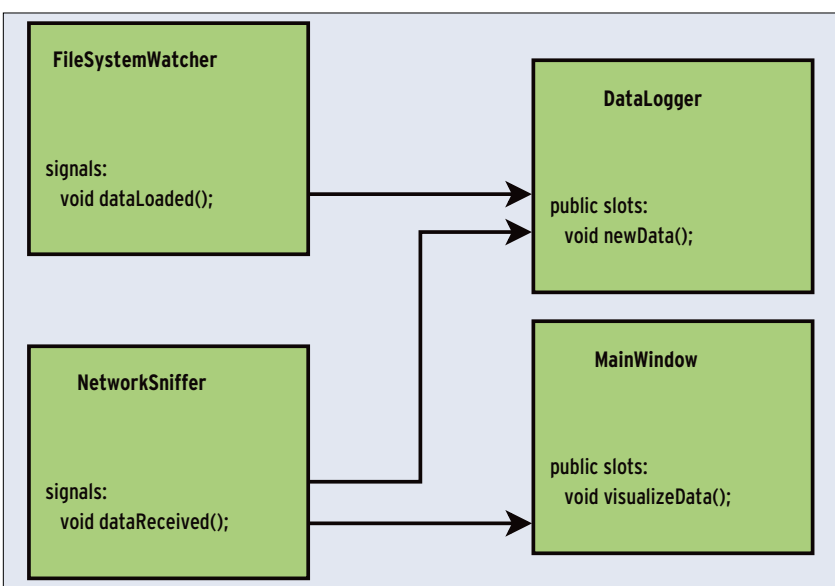 FileSystemWatcher
signals:
void dataLoaded();
DataLogger
public slots:
void newData();
NetworkSniffer
signals:
void dataReceived();
MainWindow
public slots:
void visualizeData();